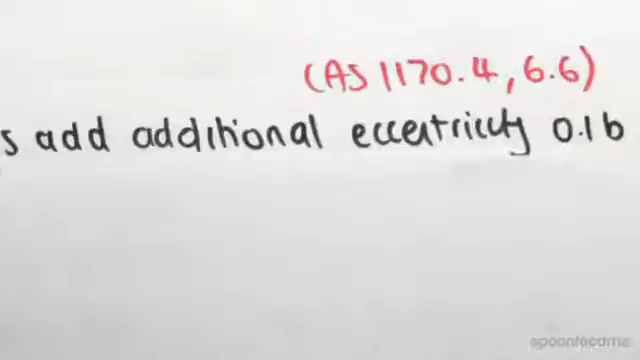 (AS 1170.4, 6.6)
s add additional eccentricity 0.1b
spoonfeedme